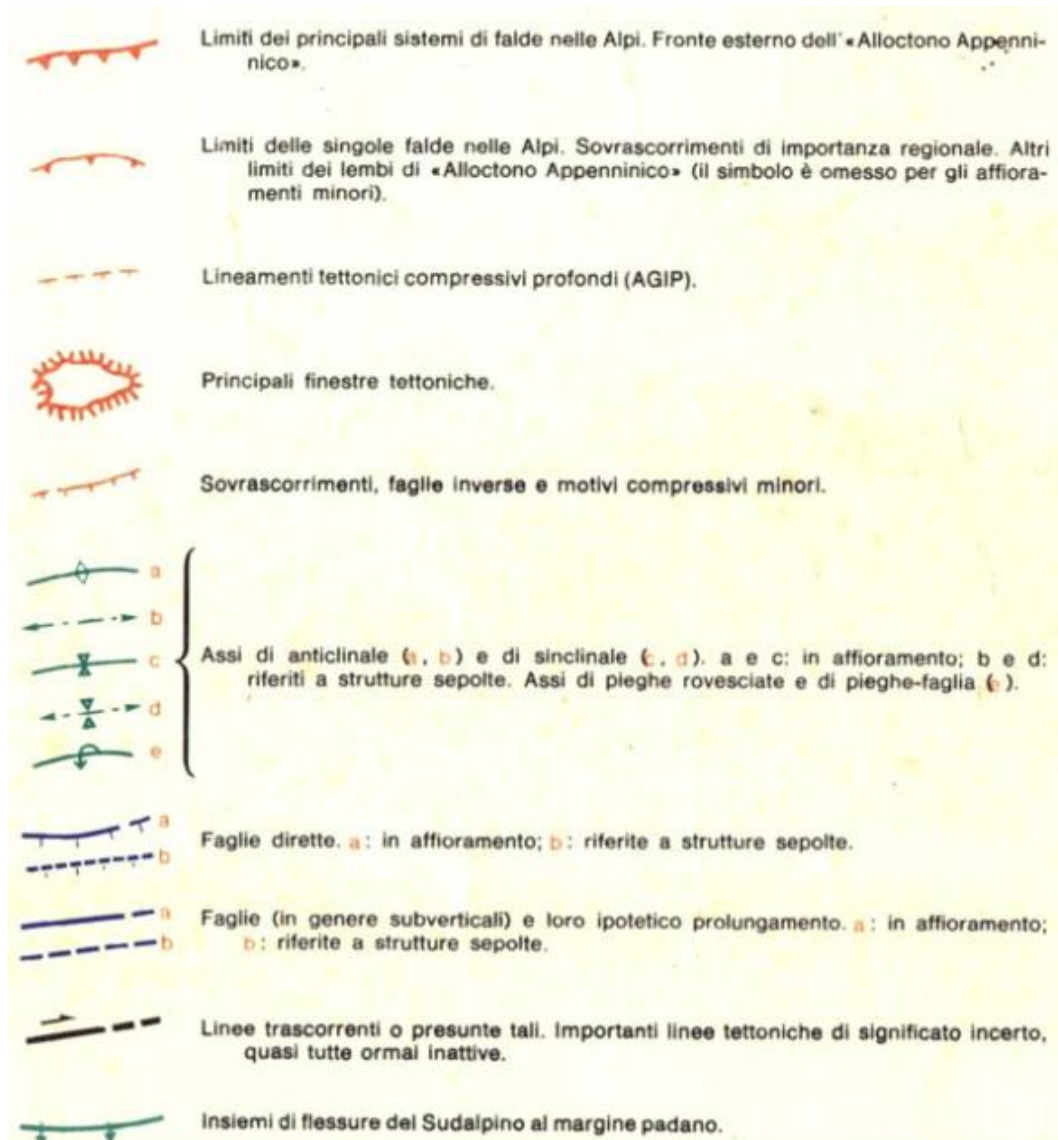 Limiti dei principali sistemi di falde nelle Alpi. Fronte esterno dell'«Alloctono Appenni-
nico».
Limiti delle singole falde nelle Alpi. Sovrascorrimenti di importanza regionale. Altri
limiti dei lembi di «Alloctono Appenninico» (il simbolo è omesso per gli affiora-
menti minori).
Lineamenti tettonici compressivi profondi (AGIP).
Principali finestre tettoniche.
Sovrascorrimenti, faglie inverse e motivi compressivi minori.
a
b
c
d
e
Assi di anticlinale (a, b) e di sinclinale (c, d). a e c: in affioramento; b e d:
riferiti a strutture sepolte. Assi di pieghe rovesciate e di pieghe-faglia (e).
a
b
Faglie dirette. a: in affioramento; b: riferite a strutture sepolte.
a
b
Faglie (in genere subverticali) e loro ipotetico prolungamento. a: in affioramento;
b: riferite a strutture sepolte.
Linee trascorrenti o presunte tali. Importanti linee tettoniche di significato incerto,
quasi tutte ormai inattive.
Insiemi di flessure del Sudalpino al margine padano.